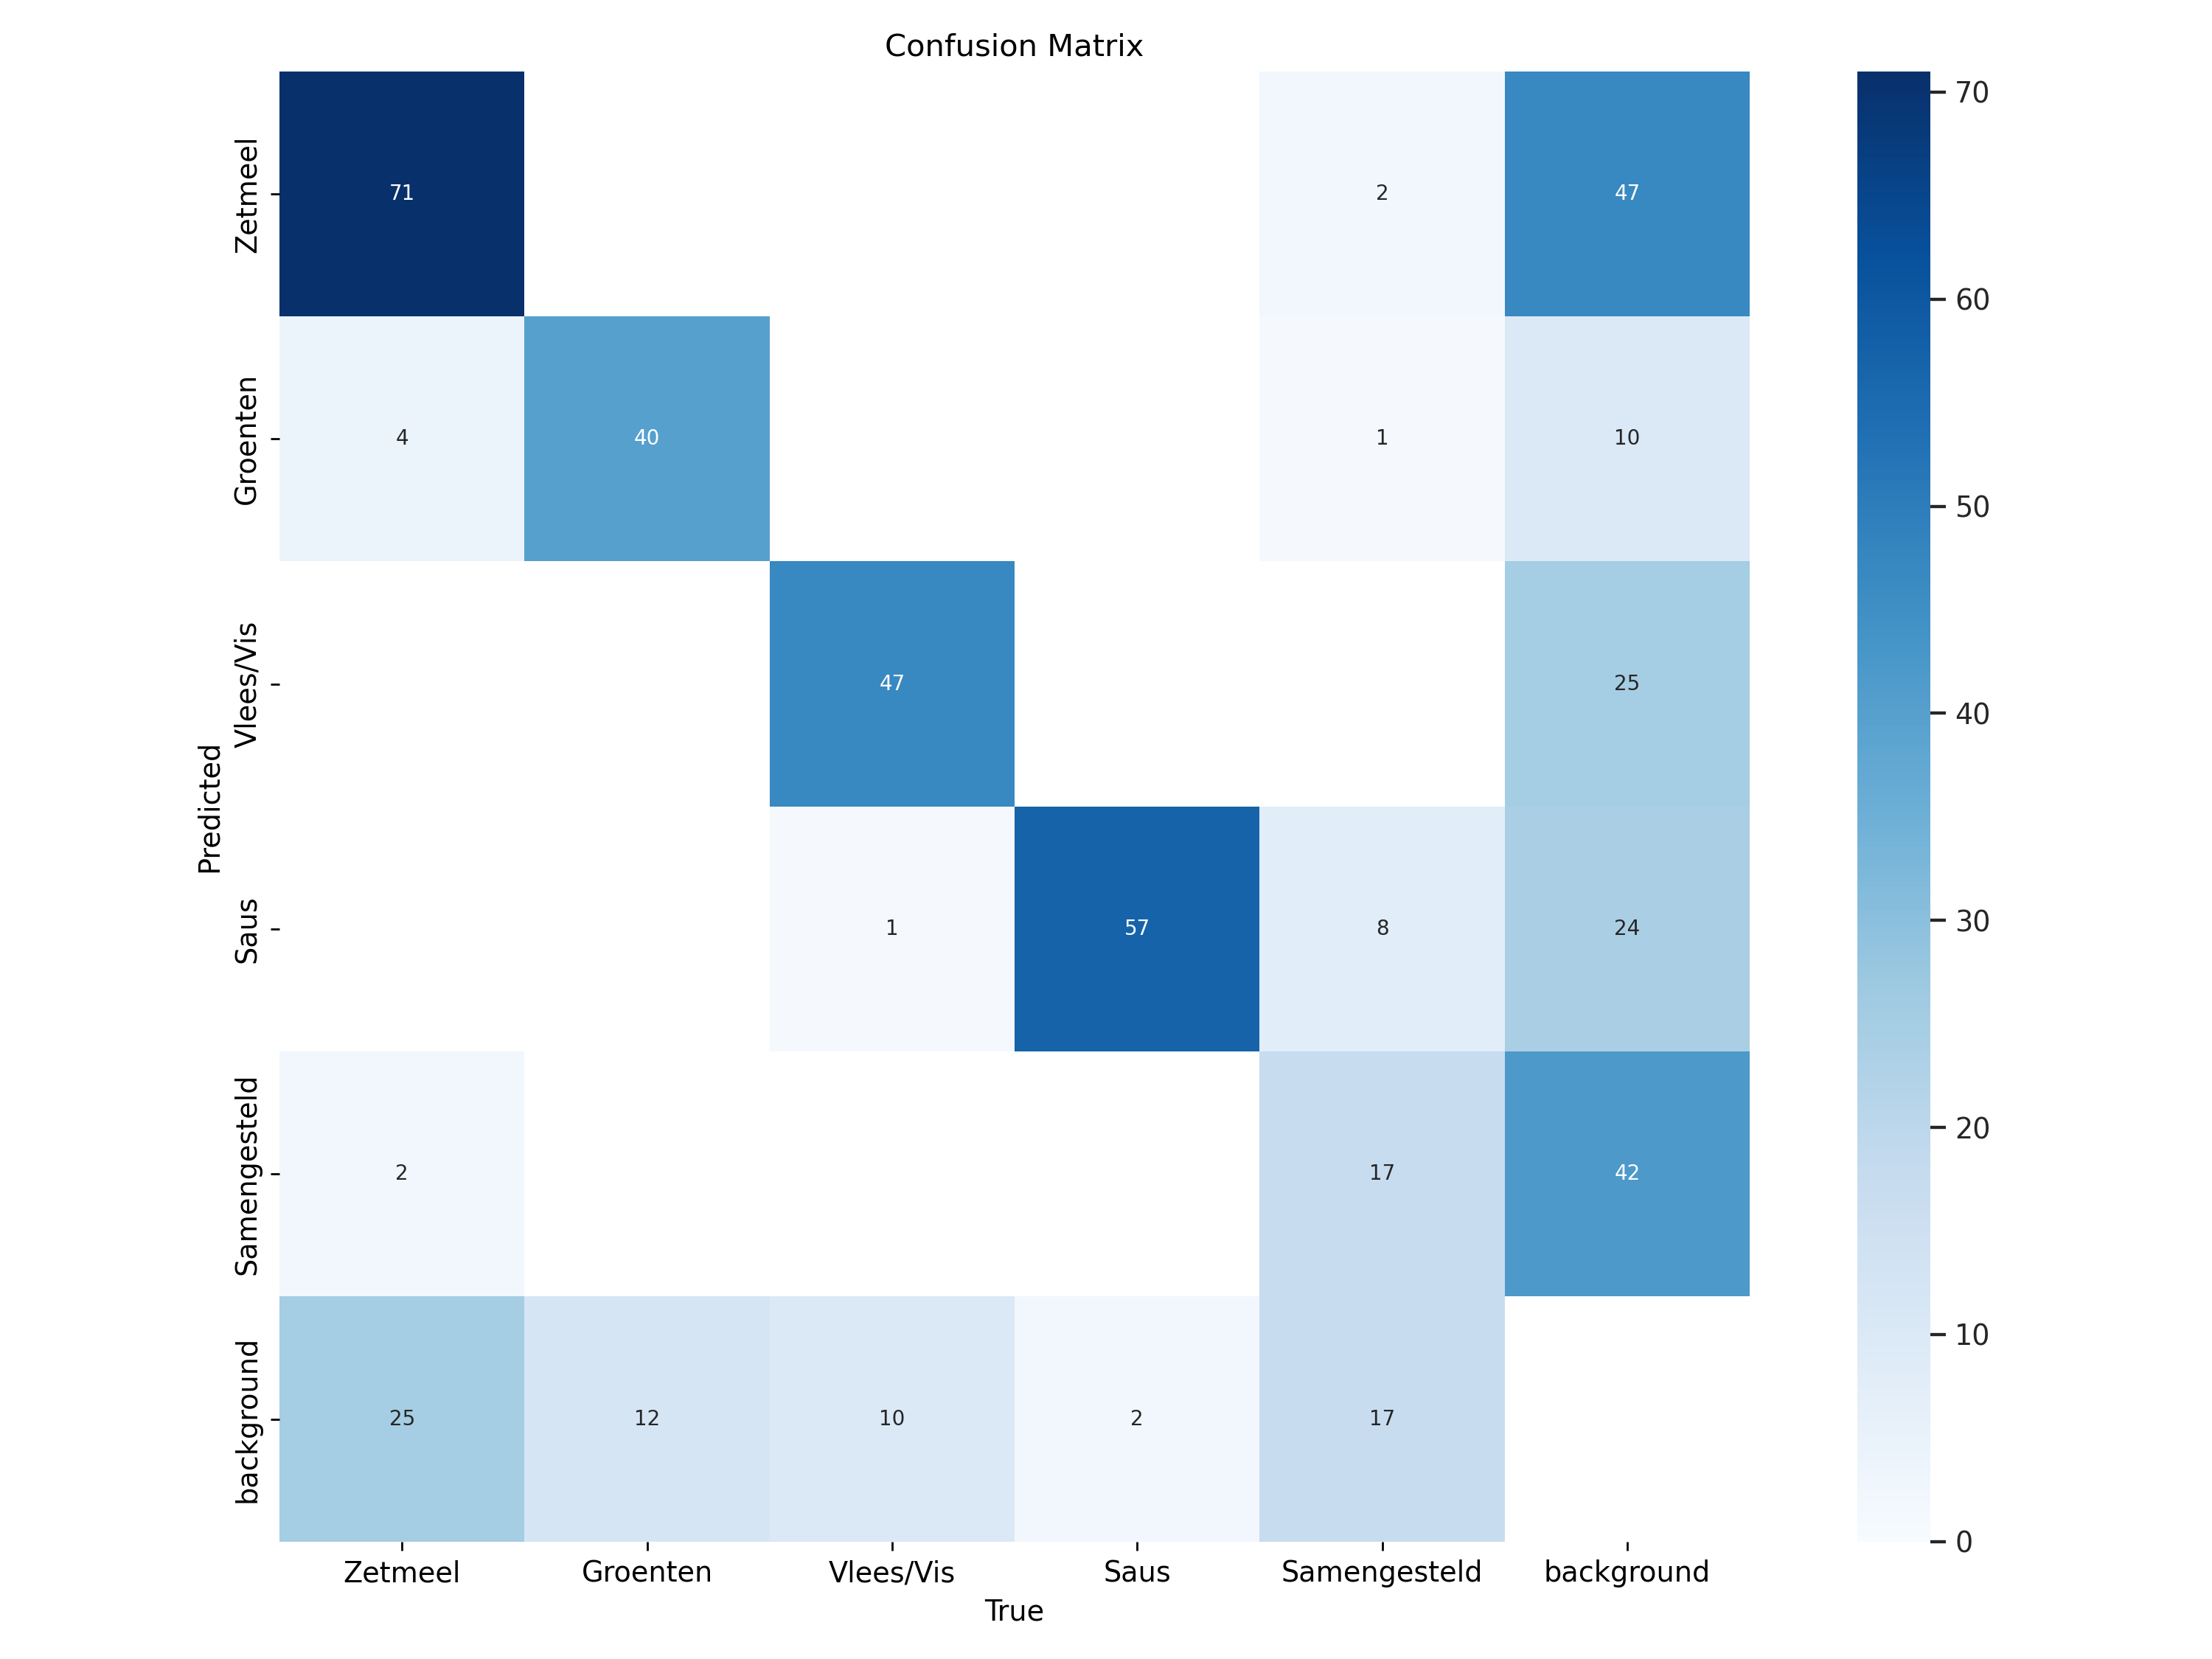 Confusion Matrix
Zetmeel 71 2 47
Groenten 4 40 1 10
Vlees/Vis 47 25
Saus 1 57 8 24
Samengesteld 2 17 42
background 25 12 10 2 17
Predicted
Zetmeel Groenten Vlees/Vis Saus Samengesteld background
True
70
60
50
40
30
20
10
0